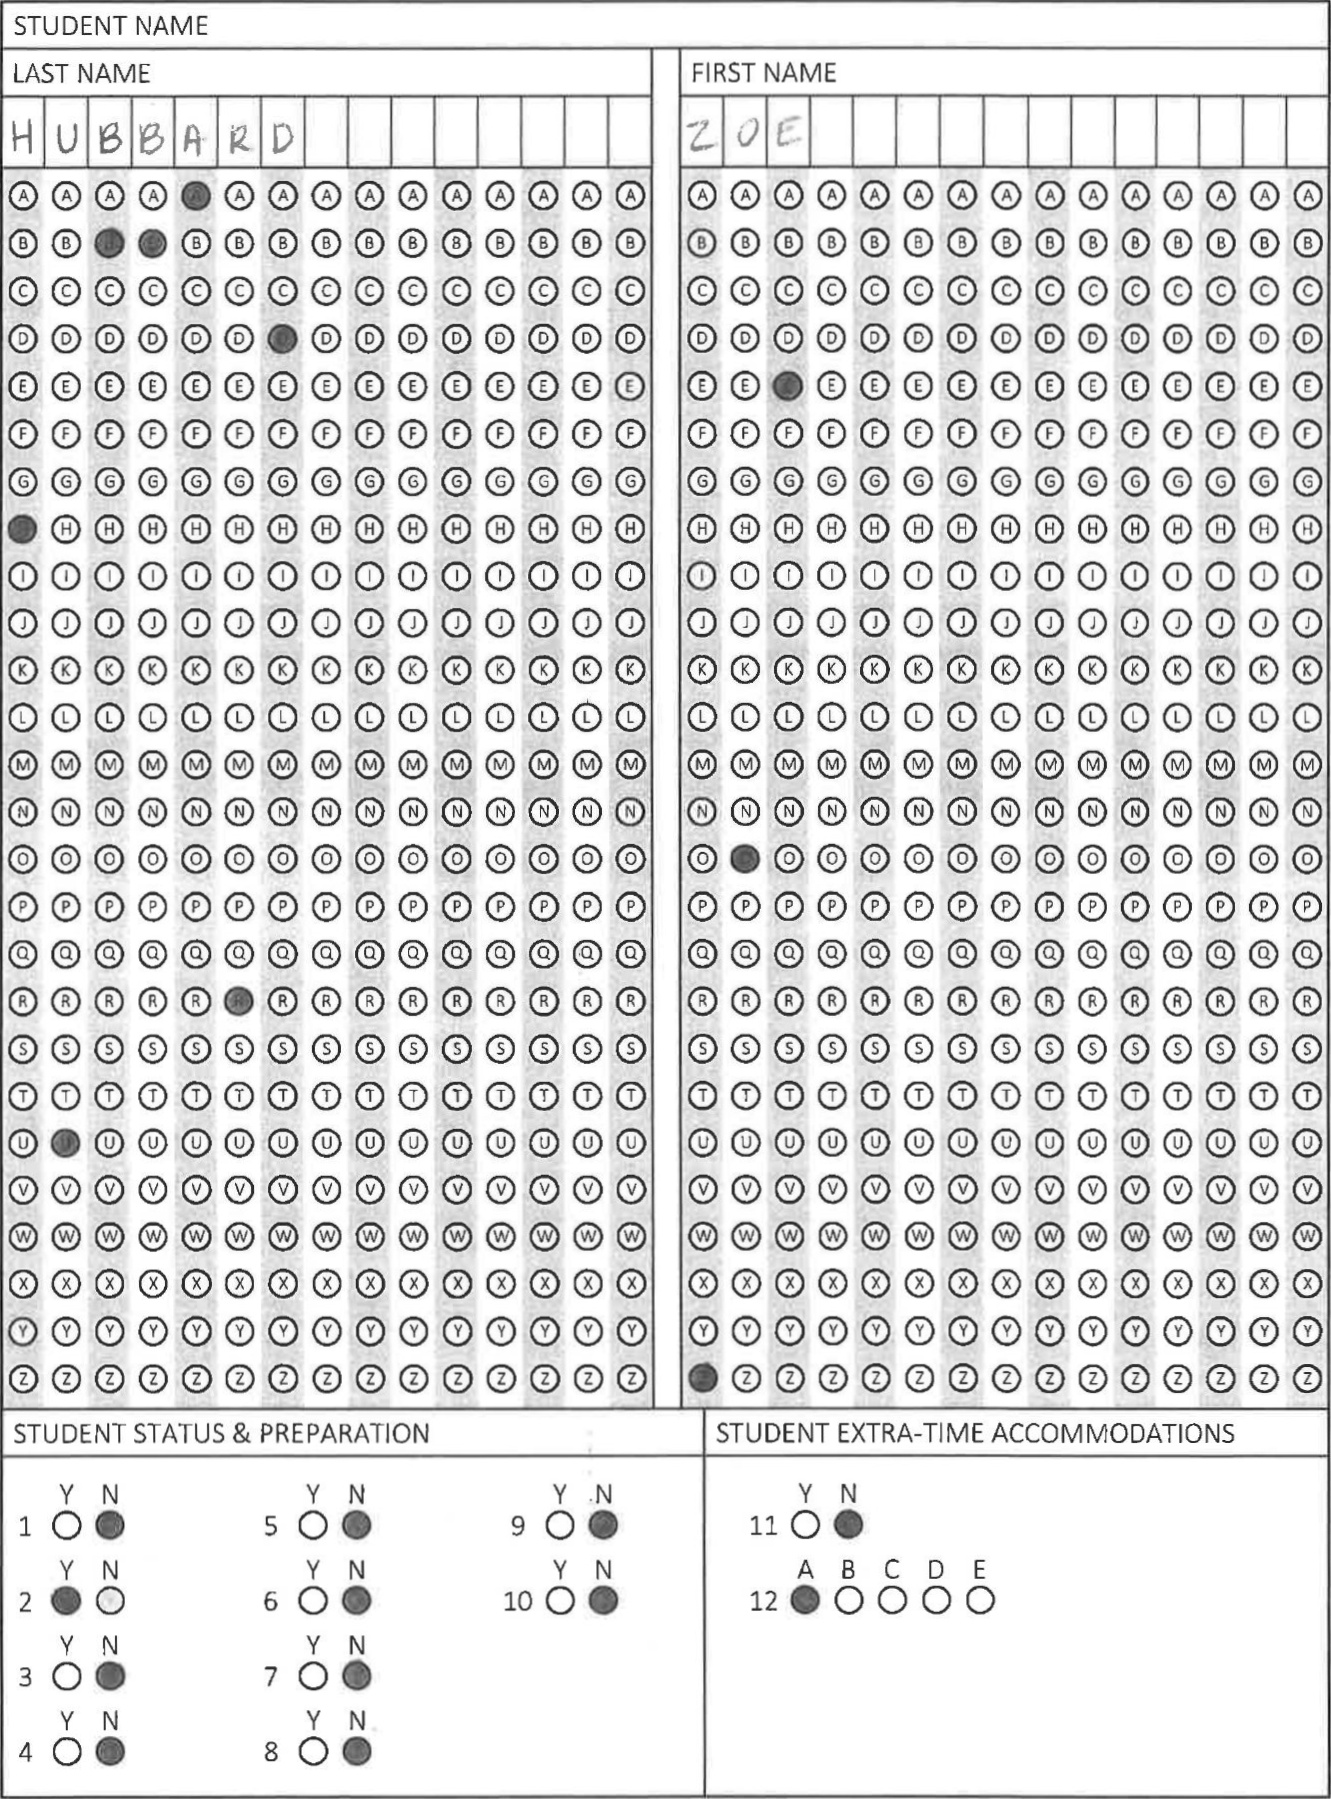 STUDENT NAME
LAST NAME
HUBBARD
A A A A A A A A A A A A A A A
B B B B B B B B B B B B B B B
C C C C C C C C C C C C C C C
D D D D D D D D D D D D D D D
E E E E E E E E E E E E E E E
F F F F F F F F F F F F F F F
G G G G G G G G G G G G G G G
H H H H H H H H H H H H H H
I I I I I I I I I I I I I I I
J J J J J J J J J J J J J J J
K K K K K K K K K K K K K K K
L L L L L L L L L L L L L L L
M M M M M M M M M M M M M M M
N N N N N N N N N N N N N N N
O O O O O O O O O O O O O O O
P P P P P P P P P P P P P P P
Q Q Q Q Q Q Q Q Q Q Q Q Q Q Q
R R R R R R R R R R R R R R R
S S S S S S S S S S S S S S S
T T T T T T T T T T T T T T T
U U U U U U U U U U U U U U U
V V V V V V V V V V V V V V V
W W W W W W W W W W W W W W W
X X X X X X X X X X X X X X X
Y Y Y Y Y Y Y Y Y Y Y Y Y Y Y
Z Z Z Z Z Z Z Z Z Z Z Z Z Z Z
FIRST NAME
ZOE
A A A A A A A A A A A A A A A
B B B B B B B B B B B B B B B
C C C C C C C C C C C C C C C
D D D D D D D D D D D D D D D
E E E E E E E E E E E E E E E
F F F F F F F F F F F F F F F
G G G G G G G G G G G G G G G
H H H H H H H H H H H H H H H
I I I I I I I I I I I I I I I
J J J J J J J J J J J J J J J
K K K K K K K K K K K K K K K
L L L L L L L L L L L L L L L
M M M M M M M M M M M M M M M
N N N N N N N N N N N N N N N
O O O O O O O O O O O O O O O
P P P P P P P P P P P P P P P
Q Q Q Q Q Q Q Q Q Q Q Q Q Q Q
R R R R R R R R R R R R R R R
S S S S S S S S S S S S S S S
T T T T T T T T T T T T T T T
U U U U U U U U U U U U U U U
V V V V V V V V V V V V V V V
W W W W W W W W W W W W W W W
X X X X X X X X X X X X X X X
Y Y Y Y Y Y Y Y Y Y Y Y Y Y Y
Z Z Z Z Z Z Z Z Z Z Z Z Z Z Z
STUDENT STATUS & PREPARATION
Y N
1
Y N
2
Y N
3
Y N
4
Y N
5
Y N
6
Y N
7
Y N
8
Y N
9
Y N
10
STUDENT EXTRA-TIME ACCOMMODATIONS
Y N
11
A B C D E
12